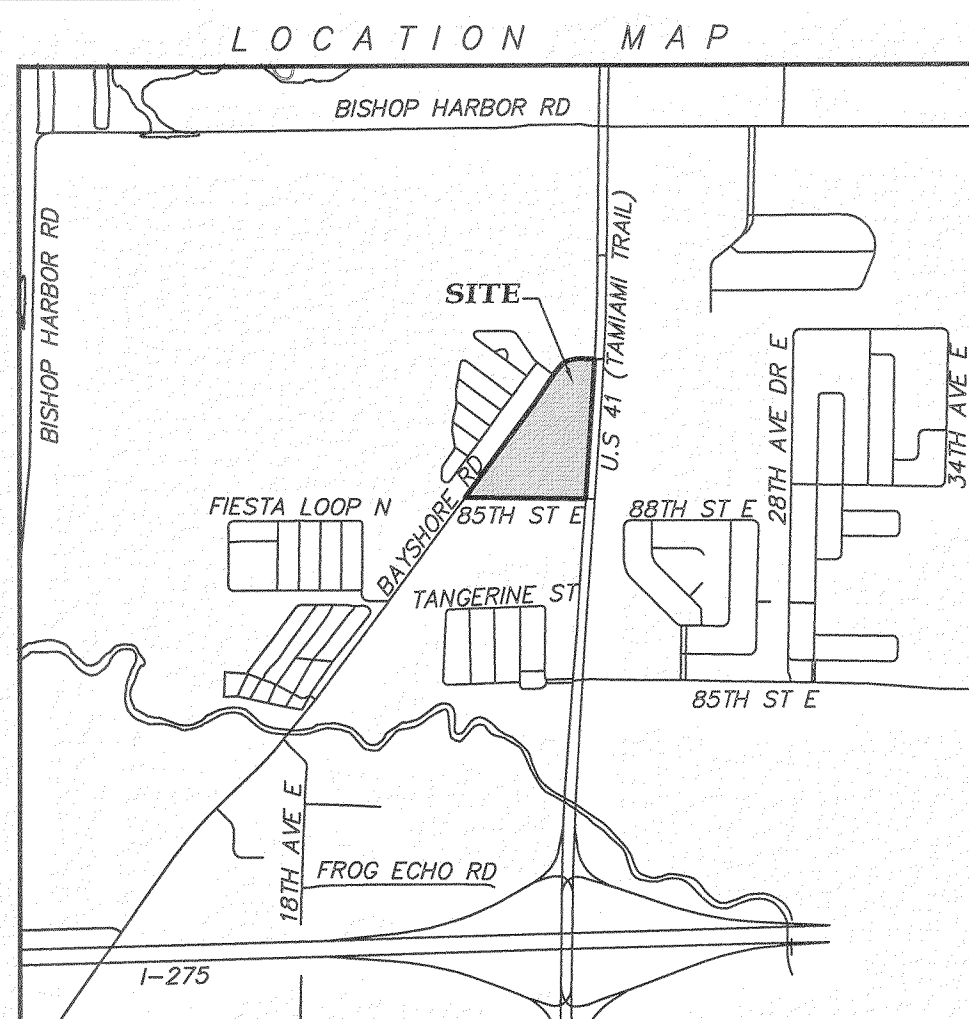 LOCATION MAP
BISHOP HARBOR RD
BISHOP HARBOR RD
U.S 41 (TAMIAMI TRAIL)
SITE
28TH AVE DR E
34TH AVE E
BAYSHORE RD
FIESTA LOOP N
85TH ST E
88TH ST E
TANGERINE ST
85TH ST E
18TH AVE E
FROG ECHO RD
I-275